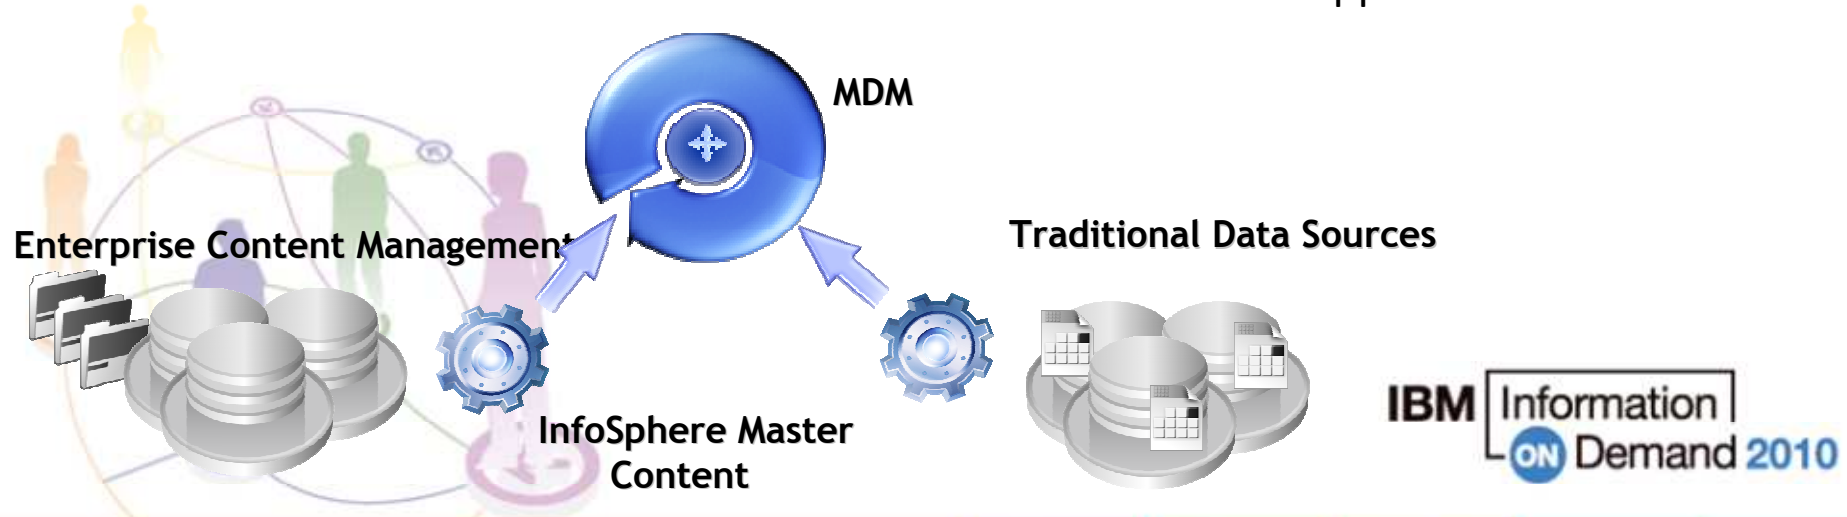 MDM
Enterprise Content Management
Traditional Data Sources
InfoSphere Master
Content
IBM Information
ON Demand 2010